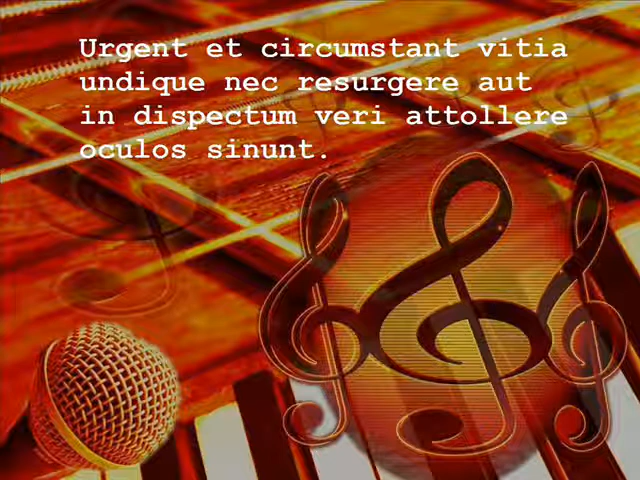 Urgent et circumstant vitia
undique nec resurgere aut
in dispectum veri attollere
oculos sinunt.